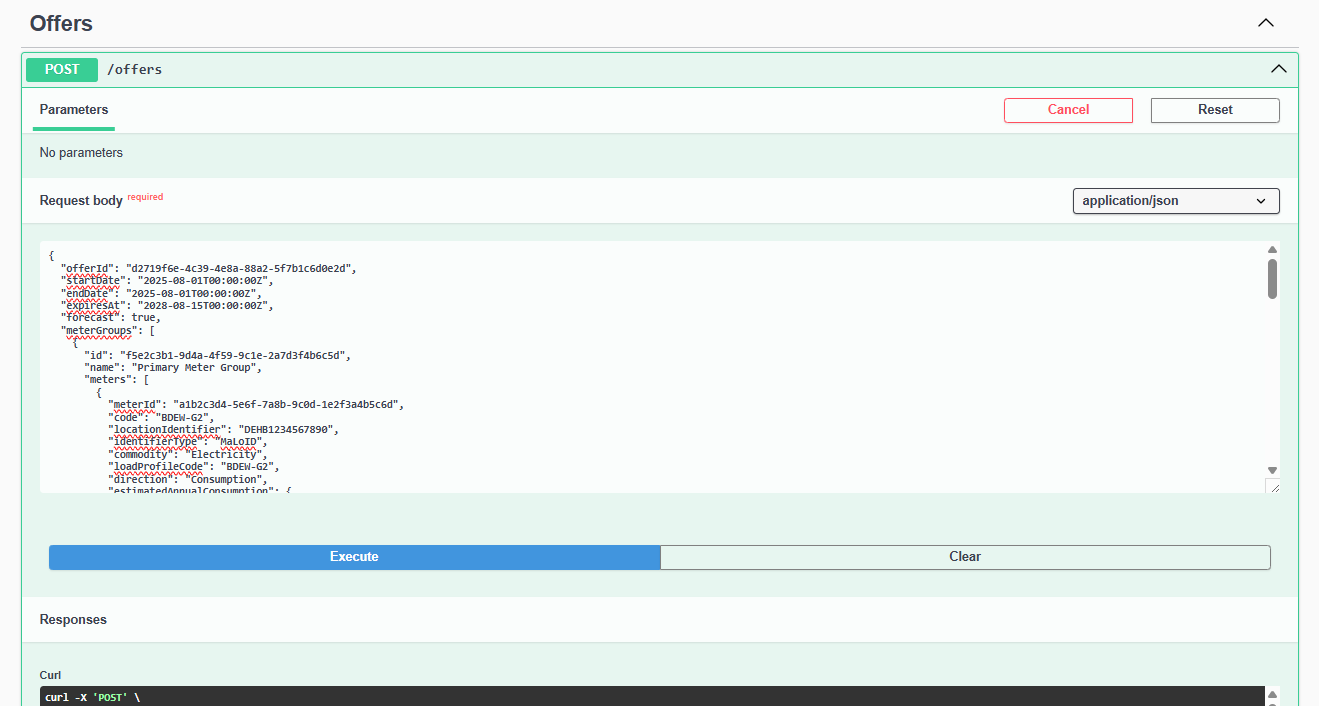 Offers
POST /offers
Parameters
Cancel
Reset
No parameters
Request body required
application/json
{
"offerId": "d2719f6e-4c39-4e8a-88a2-5f7b1c6d0e2d",
"startDate": "2025-08-01T00:00:00Z",
"endDate": "2025-08-01T00:00:00Z",
"expiresAt": "2028-08-15T00:00:00Z",
"forecast": true,
"meterGroups": [
{
"id": "f5e2c3b1-9d4a-4f59-9c1e-2a7d3f4b6c5d",
"name": "Primary Meter Group",
"meters": [
{
"meterId": "a1b2c3d4-5e6f-7a8b-9c0d-1e2f3a4b5c6d",
"code": "BDEW-G2",
"locationIdentifier": "DEHB1234567890",
"identifierType": "MaLoID",
"commodity": "Electricity",
"loadProfileCode": "BDEW-G2",
"direction": "Consumption",
"estimatedAnnualConsumption": {
Execute
Clear
Responses
Curl
curl -X 'POST' \